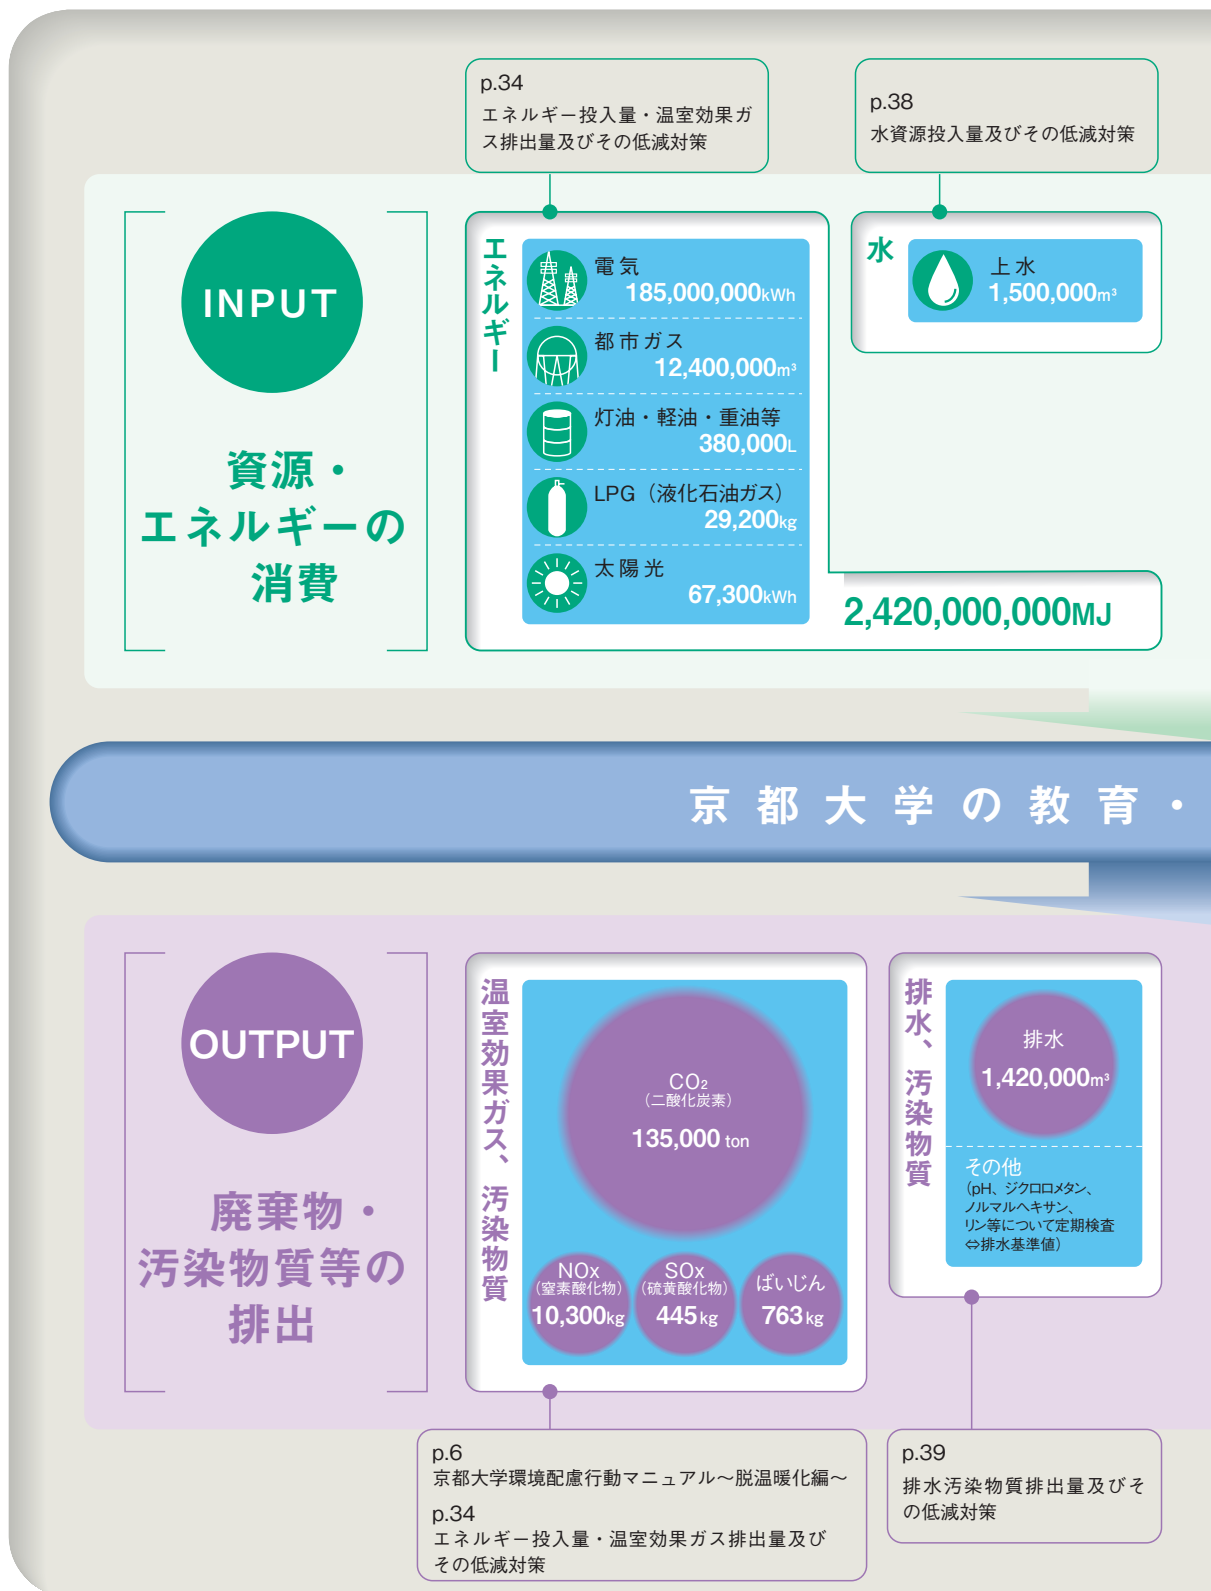 p.34
エネルギー投入量・温室効果ガ
ス排出量及びその低減対策
p.38
水資源投入量及びその低減対策
INPUT
資源・
エネルギーの
消費
エネルギー
電気
185,000,000kWh
都市ガス
12,400,000m³
灯油・軽油・重油等
380,000L
LPG（液化石油ガス）
29,200kg
太陽光
67,300kWh
2,420,000,000MJ
水
上水
1,500,000m³
京都大学の教育・
OUTPUT
廃棄物・
汚染物質等の
排出
温室効果ガス、汚染物質
CO₂
（二酸化炭素）
135,000 ton
NOx
（窒素酸化物）
10,300kg
SOx
（硫黄酸化物）
445kg
ばいじん
763kg
排水、汚染物質
排水
1,420,000m³
その他
（pH、ジクロロメタン、
ノルマルヘキサン、
リン等について定期検査
⇔排水基準値）
p.6
京都大学環境配慮行動マニュアル〜脱温暖化編〜
p.34
エネルギー投入量・温室効果ガス排出量及び
その低減対策
p.39
排水汚染物質排出量及びそ
の低減対策